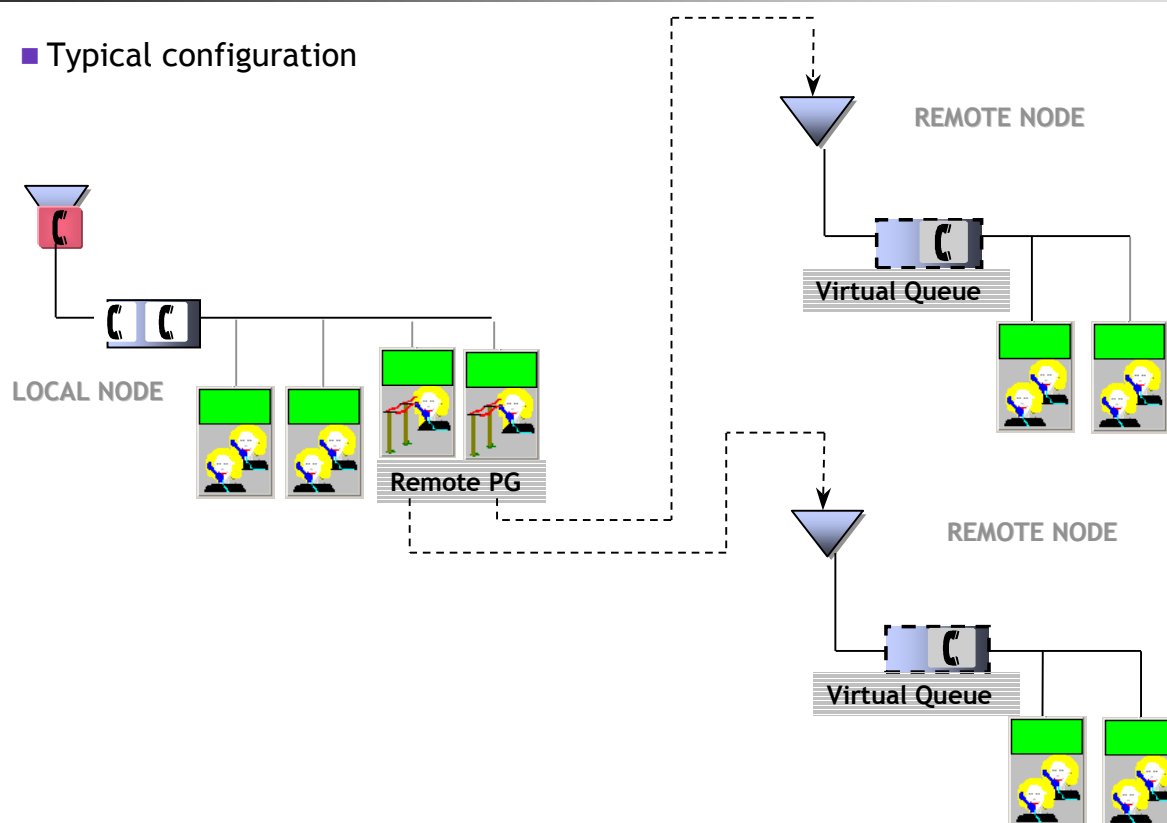 Typical configuration
REMOTE NODE
Virtual Queue
LOCAL NODE
Remote PG
REMOTE NODE
Virtual Queue